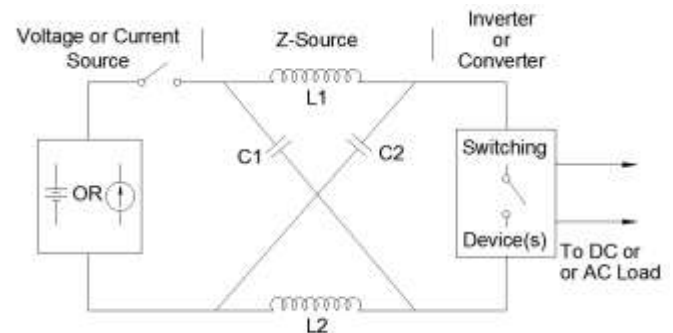 Voltage or Current
Source
Z-Source
Inverter
or
Converter
L1
C1
C2
OR
Switching
Device(s)
To DC or
or AC Load
L2